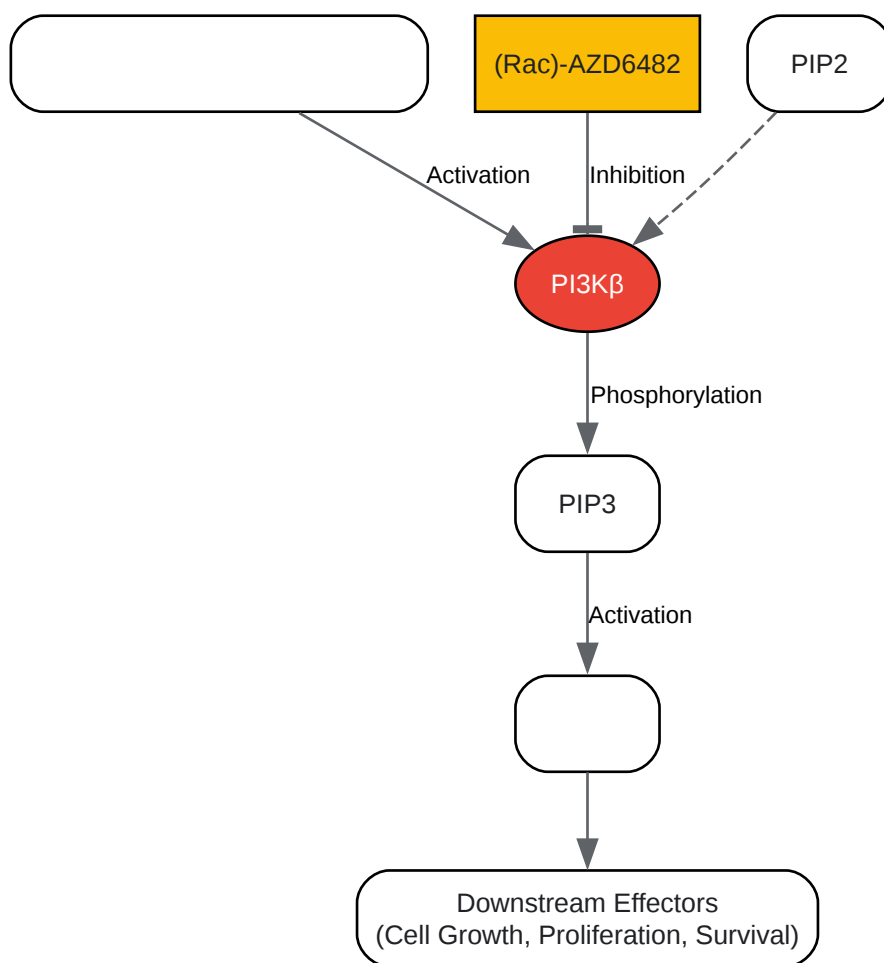 (Rac)-AZD6482
PIP2
Activation
Inhibition
PI3Kβ
Phosphorylation
PIP3
Activation
Downstream Effectors
(Cell Growth, Proliferation, Survival)